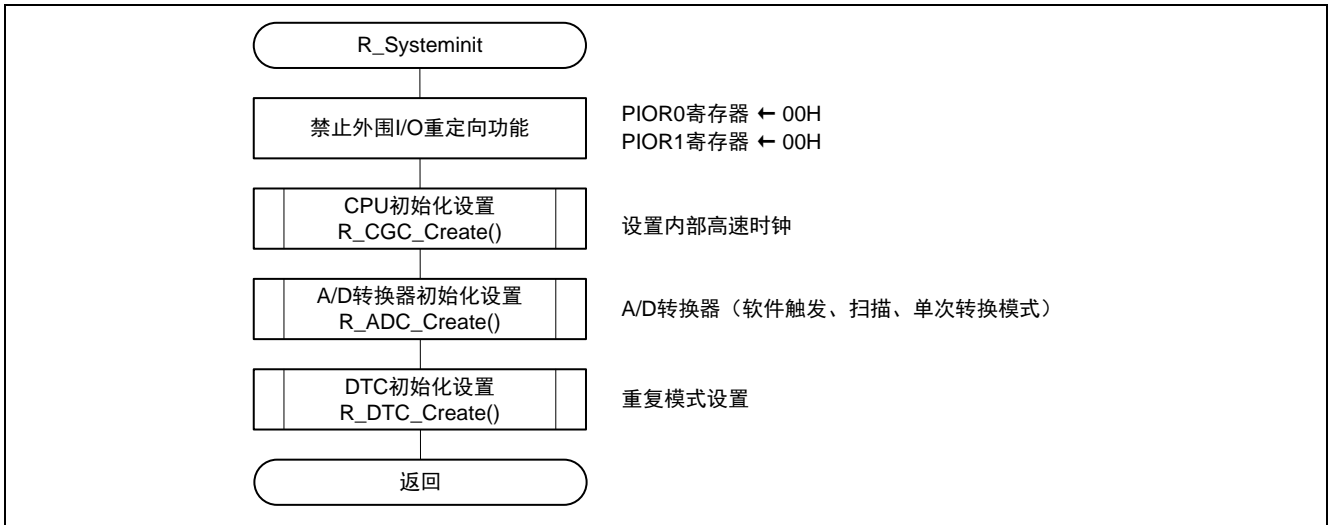 R_Systeminit
禁止外围I/O重定向功能
PIOR0寄存器 ← 00H
PIOR1寄存器 ← 00H
CPU初始化设置
R_CGC_Create()
设置内部高速时钟
A/D转换器初始化设置
R_ADC_Create()
A/D转换器（软件触发、扫描、单次转换模式）
DTC初始化设置
R_DTC_Create()
重复模式设置
返回